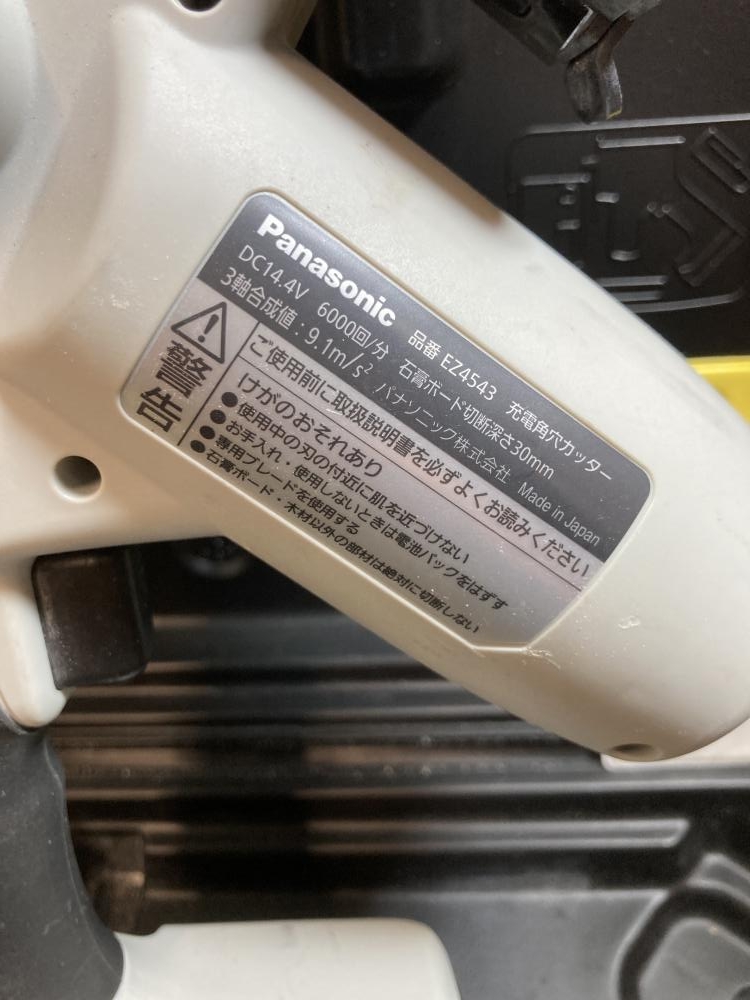 Panasonic 品番 EZ4543 充電角穴カッター
DC14.4V 6000回/分 石膏ボード切断深さ30mm
3軸合成値:9.1m/s² パナソニック株式会社 Made in Japan
警告
ご使用前に取扱説明書を必ずよくお読みください
けがのおそれあり
●使用中の刃の付近に肌を近づけない
●お手入れ・使用しないときは電池パックをはずす
●専用ブレードを使用する
●石膏ボード・木材以外の部材は絶対に切断しない